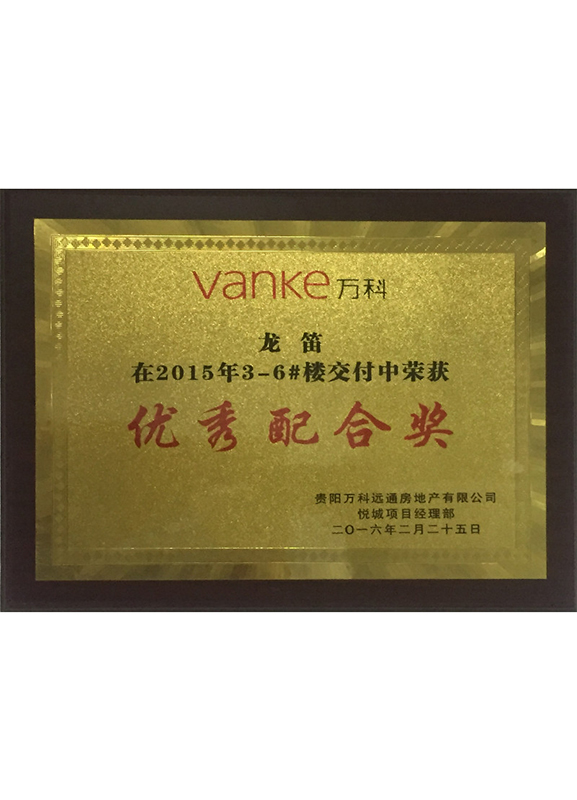 vanke万科
龙 笛
在2015年3-6#楼交付中荣获
优秀配合奖
贵阳万科远通房地产有限公司
悦城项目经理部
二〇一六年二月二十五日